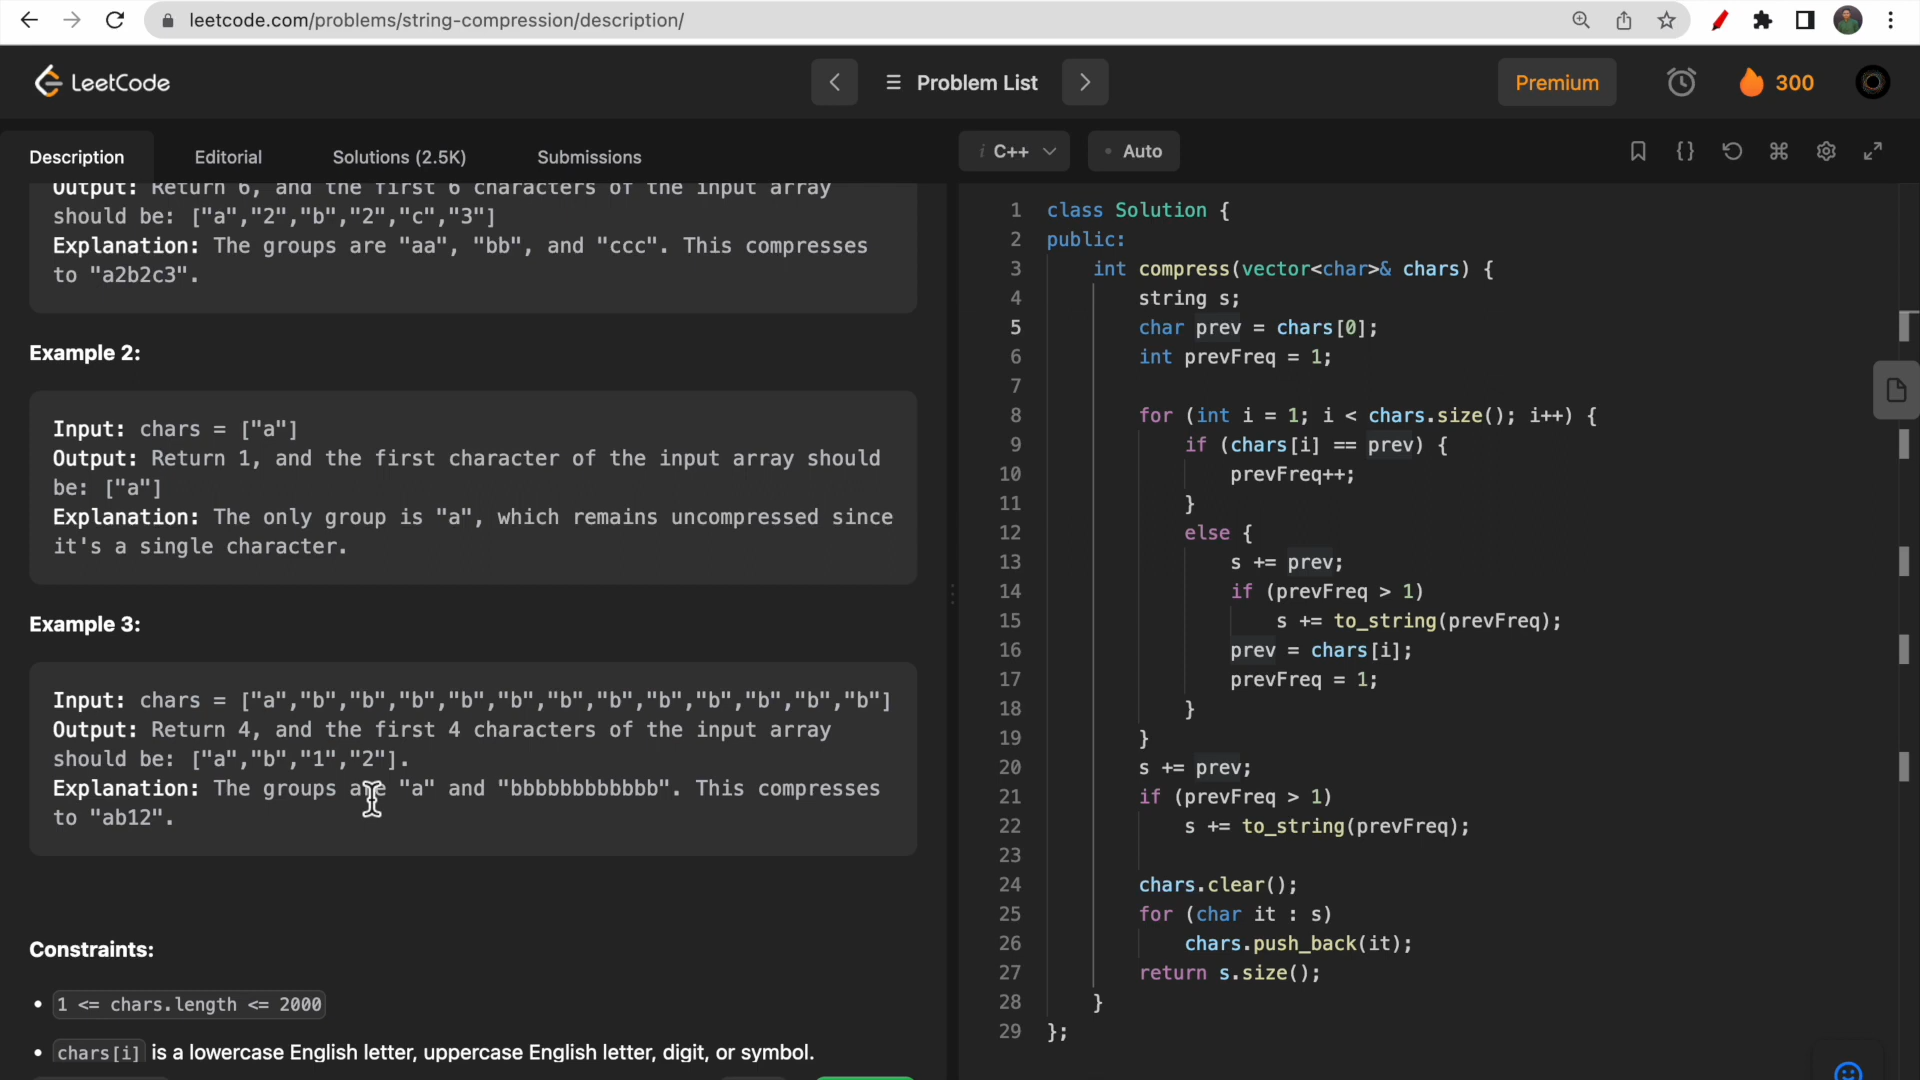 leetcode.com/problems/string-compression/description/
LeetCode
Problem List
Premium
300
Description
Editorial
Solutions (2.5K)
Submissions
i C++
Auto
Output: Return 6, and the first 6 characters of the input array
should be: ["a","2","b","2","c","3"]
Explanation: The groups are "aa", "bb", and "ccc". This compresses
to "a2b2c3".
Example 2:
Input: chars = ["a"]
Output: Return 1, and the first character of the input array should
be: ["a"]
Explanation: The only group is "a", which remains uncompressed since
it's a single character.
Example 3:
Input: chars = ["a","b","b","b","b","b","b","b","b","b","b","b","b"]
Output: Return 4, and the first 4 characters of the input array
should be: ["a","b","1","2"].
Explanation: The groups are "a" and "bbbbbbbbbbbb". This compresses
to "ab12".
Constraints:
• 1 <= chars.length <= 2000
• chars[i] is a lowercase English letter, uppercase English letter, digit, or symbol.
1 class Solution {
2 public:
3 int compress(vector<char>& chars) {
4 string s;
5 char prev = chars[0];
6 int prevFreq = 1;
7
8 for (int i = 1; i < chars.size(); i++) {
9 if (chars[i] == prev) {
10 prevFreq++;
11 }
12 else {
13 s += prev;
14 if (prevFreq > 1)
15 s += to_string(prevFreq);
16 prev = chars[i];
17 prevFreq = 1;
18 }
19 }
20 s += prev;
21 if (prevFreq > 1)
22 s += to_string(prevFreq);
23
24 chars.clear();
25 for (char it : s)
26 chars.push_back(it);
27 return s.size();
28 }
29 };